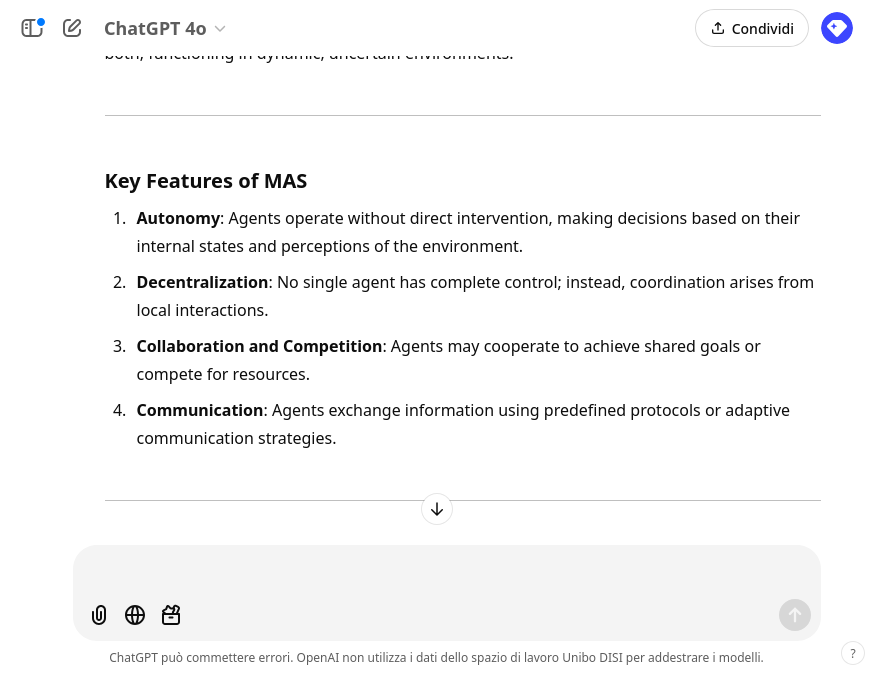 ChatGPT 4o
Condividi
both, functioning in dynamic, uncertain environments.
Key Features of MAS
1. Autonomy: Agents operate without direct intervention, making decisions based on their
internal states and perceptions of the environment.
2. Decentralization: No single agent has complete control; instead, coordination arises from
local interactions.
3. Collaboration and Competition: Agents may cooperate to achieve shared goals or
compete for resources.
4. Communication: Agents exchange information using predefined protocols or adaptive
communication strategies.
ChatGPT può commettere errori. OpenAI non utilizza i dati dello spazio di lavoro Unibo DISI per addestrare i modelli.
?